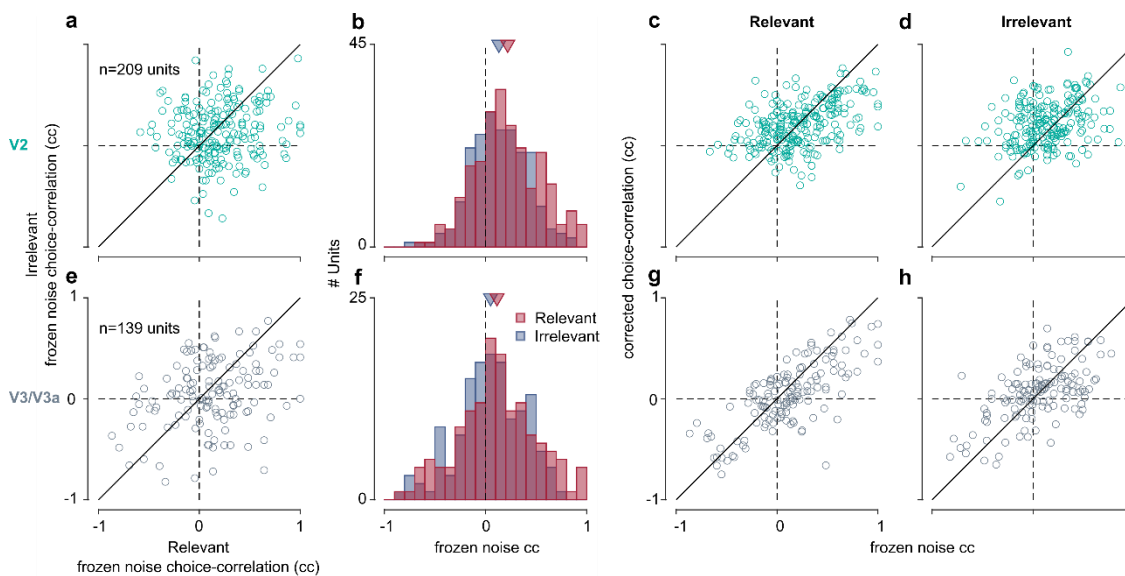 a
b
c
Relevant
d
Irrelevant
n=209 units
45
0
V2
Irrelevant
frozen noise choice-correlation (cc)
# Units
corrected choice-correlation (cc)
e
f
g
h
n=139 units
1
0
-1
25
0
Relevant
Irrelevant
1
0
-1
V3/V3a
-1
0
1
-1
0
1
-1
0
1
Relevant
frozen noise choice-correlation (cc)
frozen noise cc
frozen noise cc